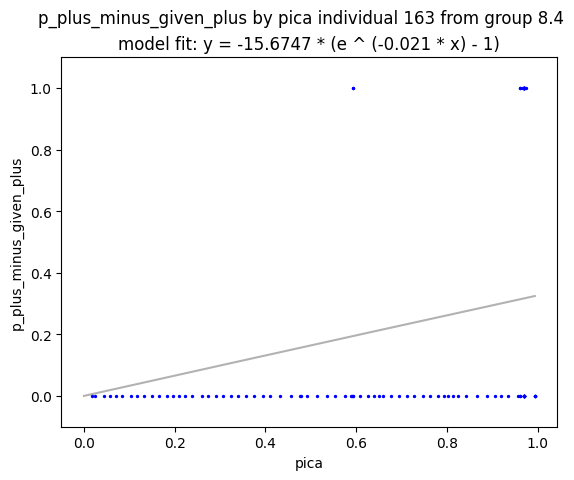 p_plus_minus_given_plus by pica individual 163 from group 8.4
model fit: y = -15.6747 * (e ^ (-0.021 * x) - 1)
p_plus_minus_given_plus
1.0
0.8
0.6
0.4
0.2
0.0
0.0 0.2 0.4 0.6 0.8 1.0
pica